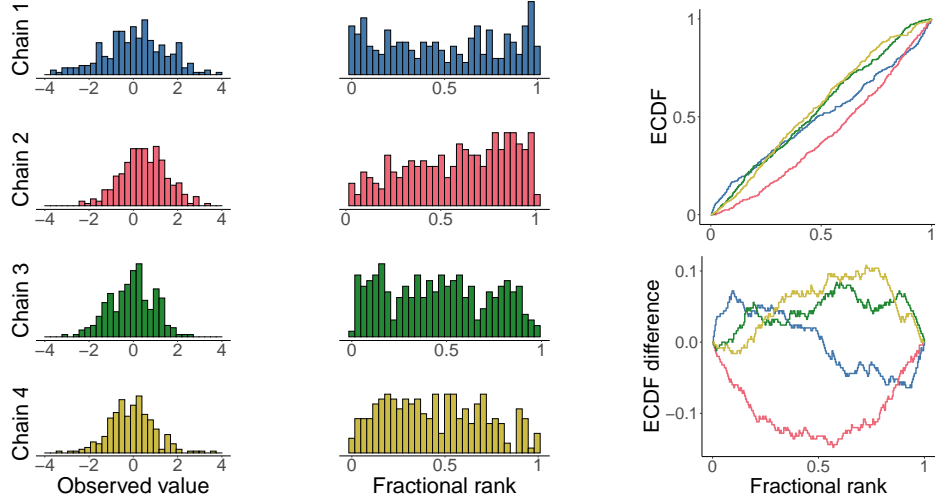 Chain 1
−4 −2 0 2 4
0 0.5 1
Chain 2
−4 −2 0 2 4
0 0.5 1
Chain 3
−4 −2 0 2 4
0 0.5 1
Chain 4
−4 −2 0 2 4
0 0.5 1
Observed value
Fractional rank
ECDF
1
0.5
0
0 0.5 1
ECDF difference
0.1
0.0
−0.1
0 0.5 1
Fractional rank